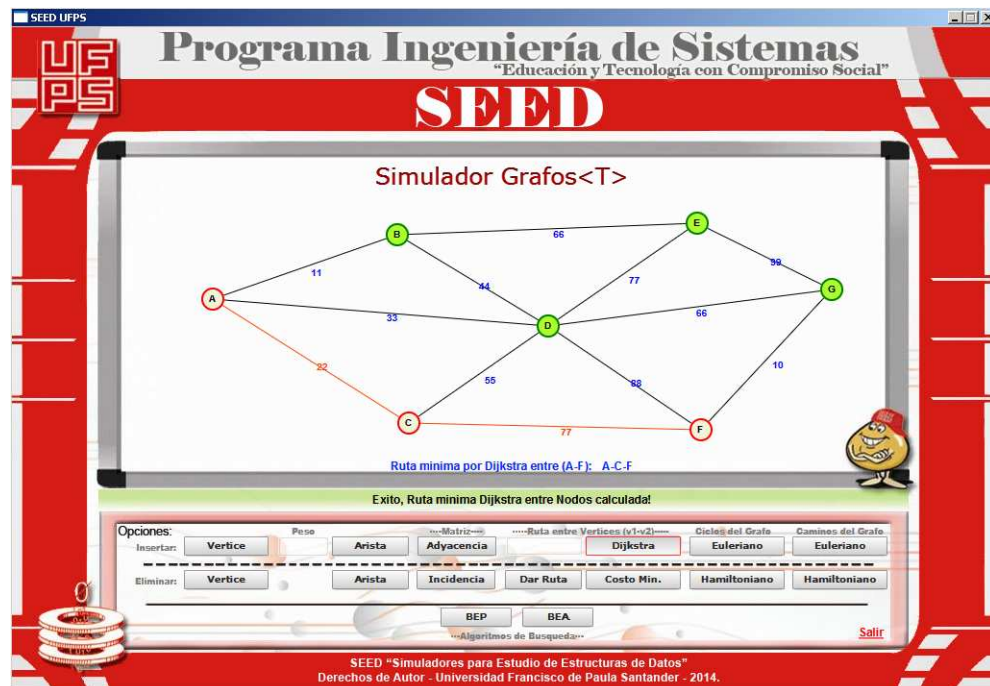 SEED UFPS
UFPS
Programa Ingeniería de Sistemas
“Educación y Tecnología con Compromiso Social”
SEED
Simulador Grafos<T>
B
66
E
11
44
77
99
A
33
66
G
D
22
55
88
10
C
77
F
Ruta minima por Dijkstra entre (A-F): A-C-F
Exito, Ruta minima Dijkstra entre Nodos calculada!
Opciones: Peso ----Matriz---- -----Ruta entre Vertices (v1-v2)----- Ciclos del Grafo Caminos del Grafo
Insertar: Vertice Arista Adyacencia Dijkstra Euleriano Euleriano
Eliminar: Vertice Arista Incidencia Dar Ruta Costo Min. Hamiltoniano Hamiltoniano
BEP BEA
---Algoritmos de Busqueda---
Salir
SEED “Simuladores para Estudio de Estructuras de Datos”
Derechos de Autor - Universidad Francisco de Paula Santander - 2014.